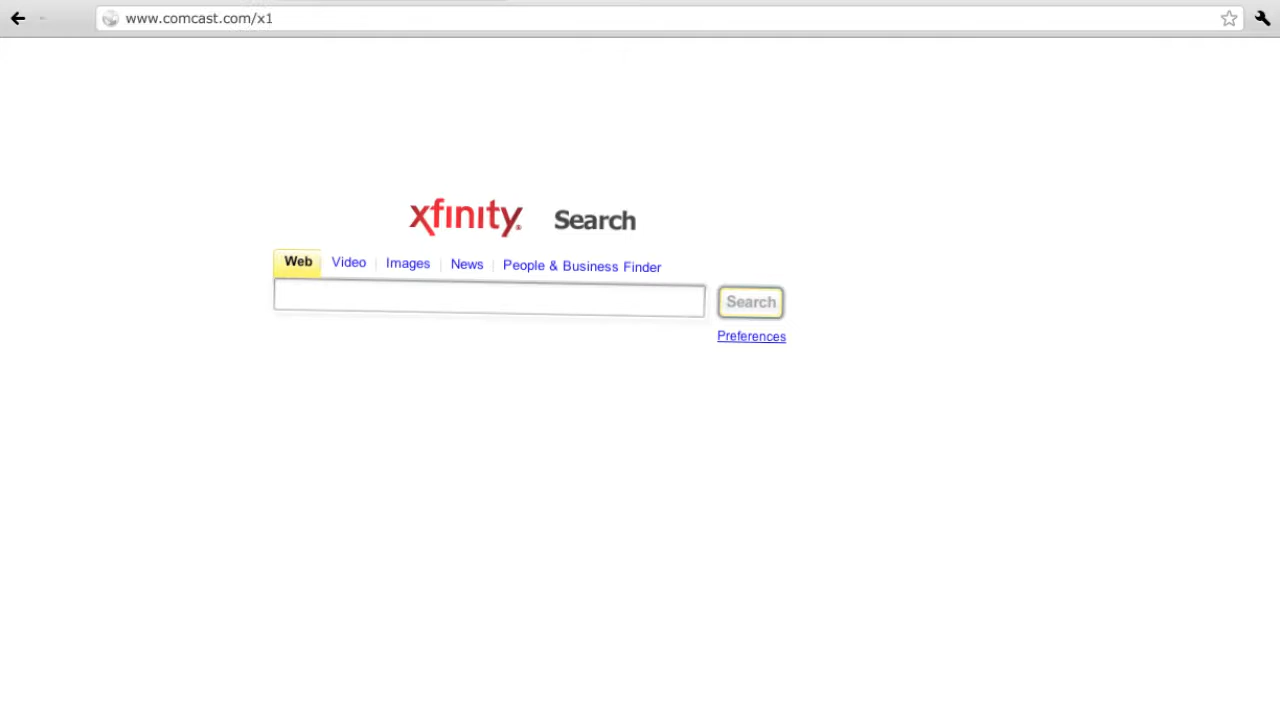 www.comcast.com/x1
xfinity® Search
Web Video Images News People & Business Finder
Search
Preferences